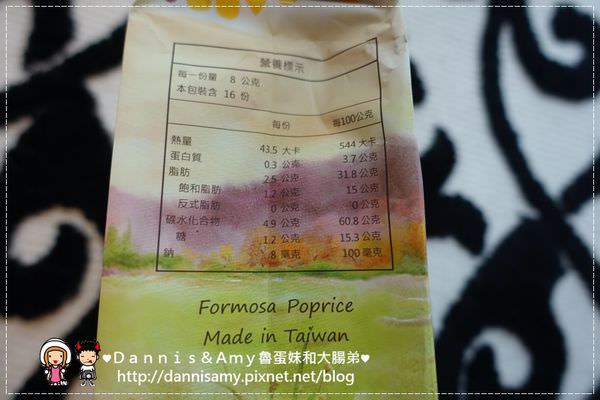 營養標示
每一份量 8 公克
本包裝含 16 份
每份 每100公克
熱量 43.5 大卡 544 大卡
蛋白質 0.3 公克 3.7 公克
脂肪 2.5 公克 31.8 公克
飽和脂肪 1.2 公克 15 公克
反式脂肪 0 公克 0 公克
碳水化合物 4.9 公克 60.8 公克
糖 1.2 公克 15.3 公克
鈉 8 毫克 100 毫克
Formosa Poprice
Made in Taiwan
♥Dannis&Amy魯蛋妹和大腸弟♥
http://dannisamy.pixnet.net/blog